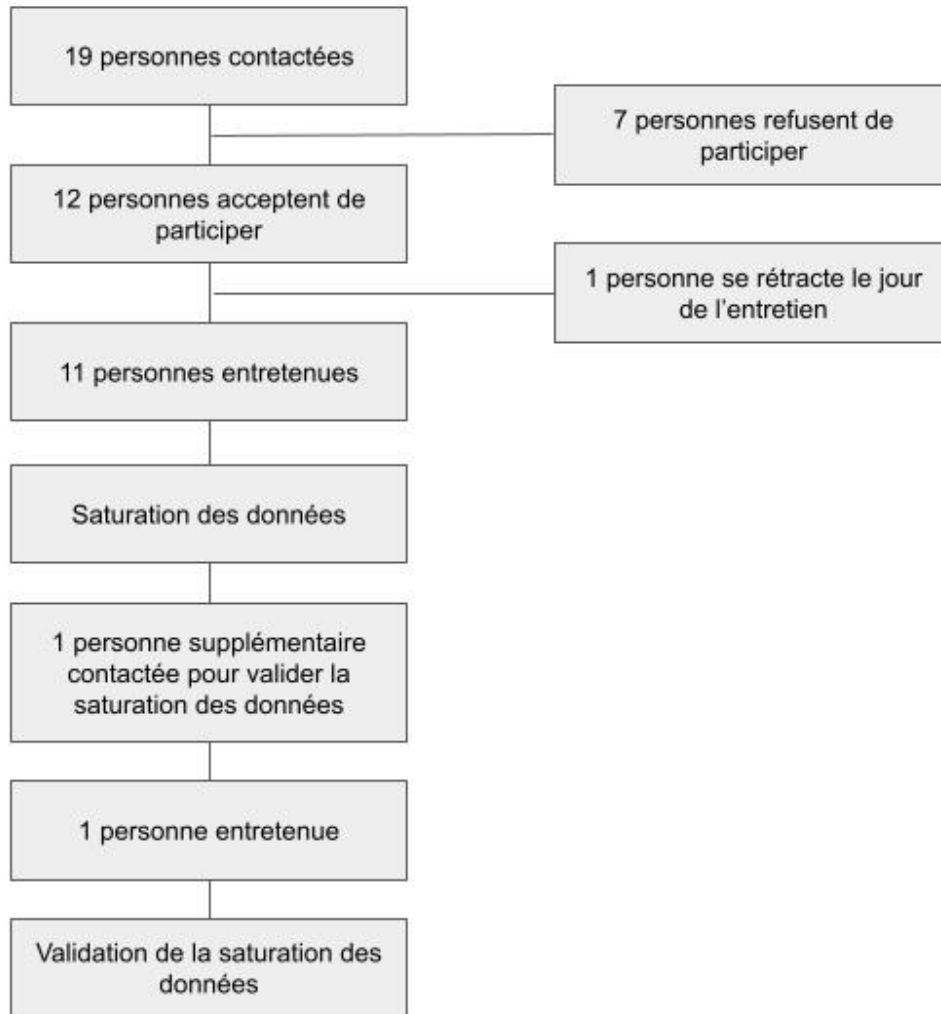 19 personnes contactées
7 personnes refusent de
participer
12 personnes acceptent de
participer
1 personne se rétracte le jour
de l'entretien
11 personnes entretenues
Saturation des données
1 personne supplémentaire
contactée pour valider la
saturation des données
1 personne entretenue
Validation de la saturation des
données